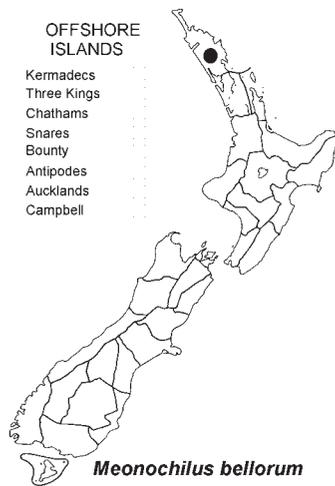 OFFSHORE
ISLANDS
Kermadecs
Three Kings
Chathams
Snares
Bounty
Antipodes
Aucklands
Campbell
Meonochilus bellorum